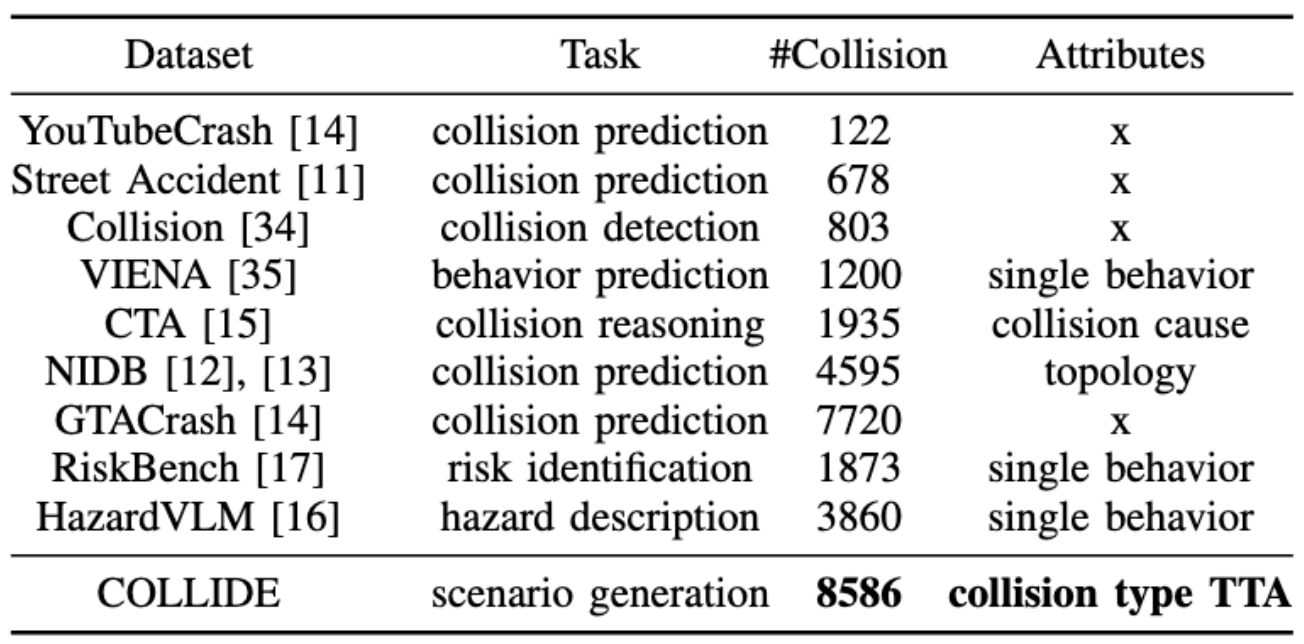 Dataset Task #Collision Attributes
YouTubeCrash [14] collision prediction 122 x
Street Accident [11] collision prediction 678 x
Collision [34] collision detection 803 x
VIENA [35] behavior prediction 1200 single behavior
CTA [15] collision reasoning 1935 collision cause
NIDB [12], [13] collision prediction 4595 topology
GTACrash [14] collision prediction 7720 x
RiskBench [17] risk identification 1873 single behavior
HazardVLM [16] hazard description 3860 single behavior
COLLIDE scenario generation 8586 collision type TTA